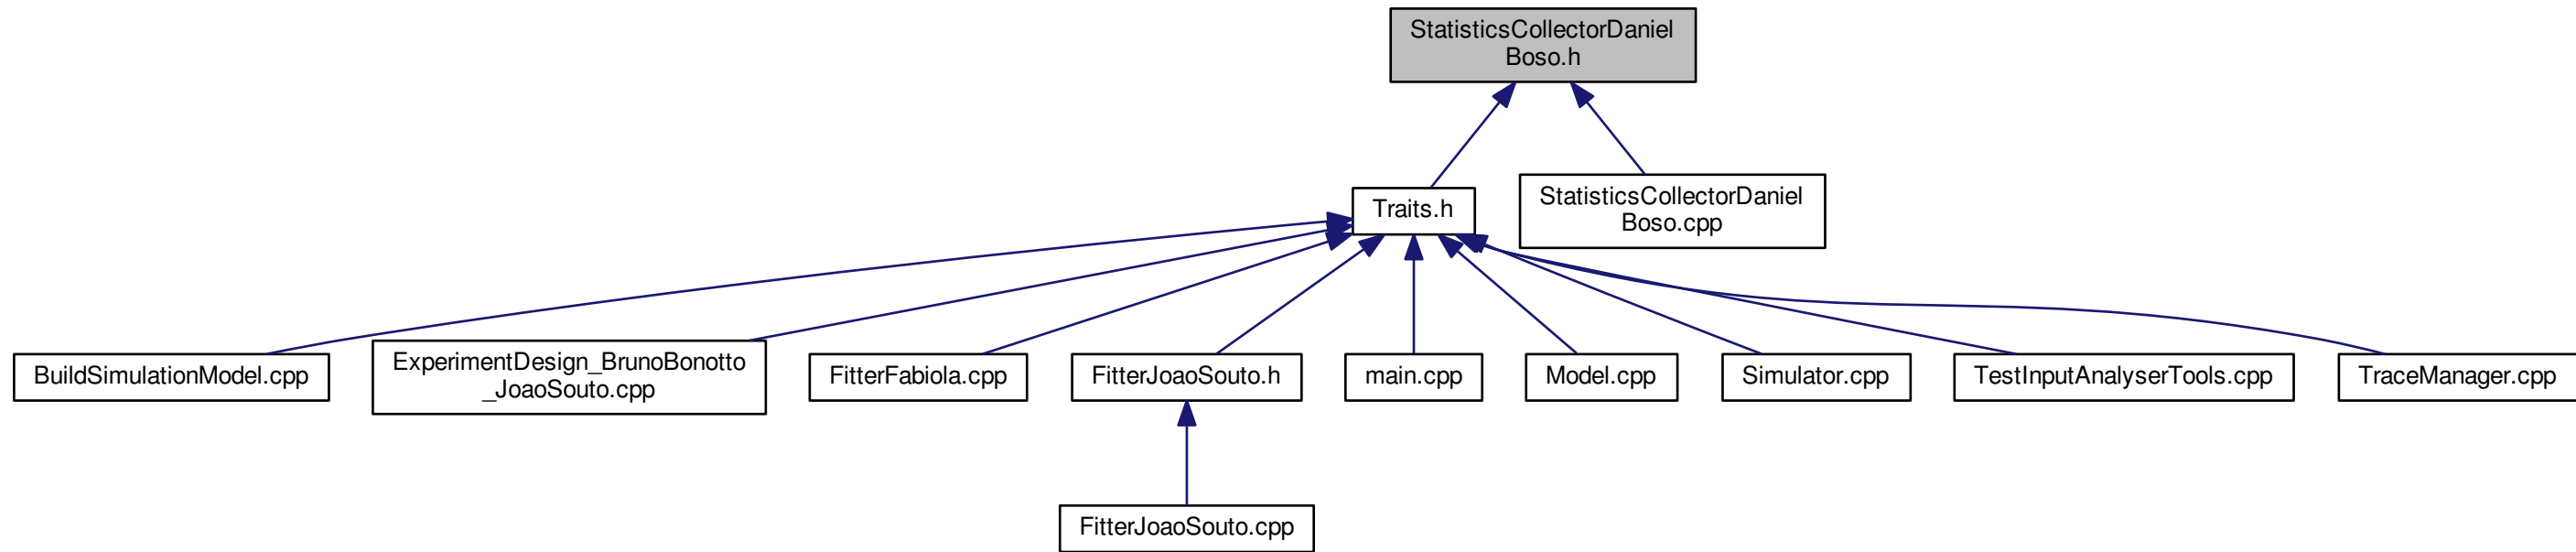 StatisticsCollectorDaniel
Boso.h
Traits.h
StatisticsCollectorDaniel
Boso.cpp
BuildSimulationModel.cpp
ExperimentDesign_BrunoBonotto
_JoaoSouto.cpp
FitterFabiola.cpp
FitterJoaoSouto.h
main.cpp
Model.cpp
Simulator.cpp
TestInputAnalyserTools.cpp
TraceManager.cpp
FitterJoaoSouto.cpp